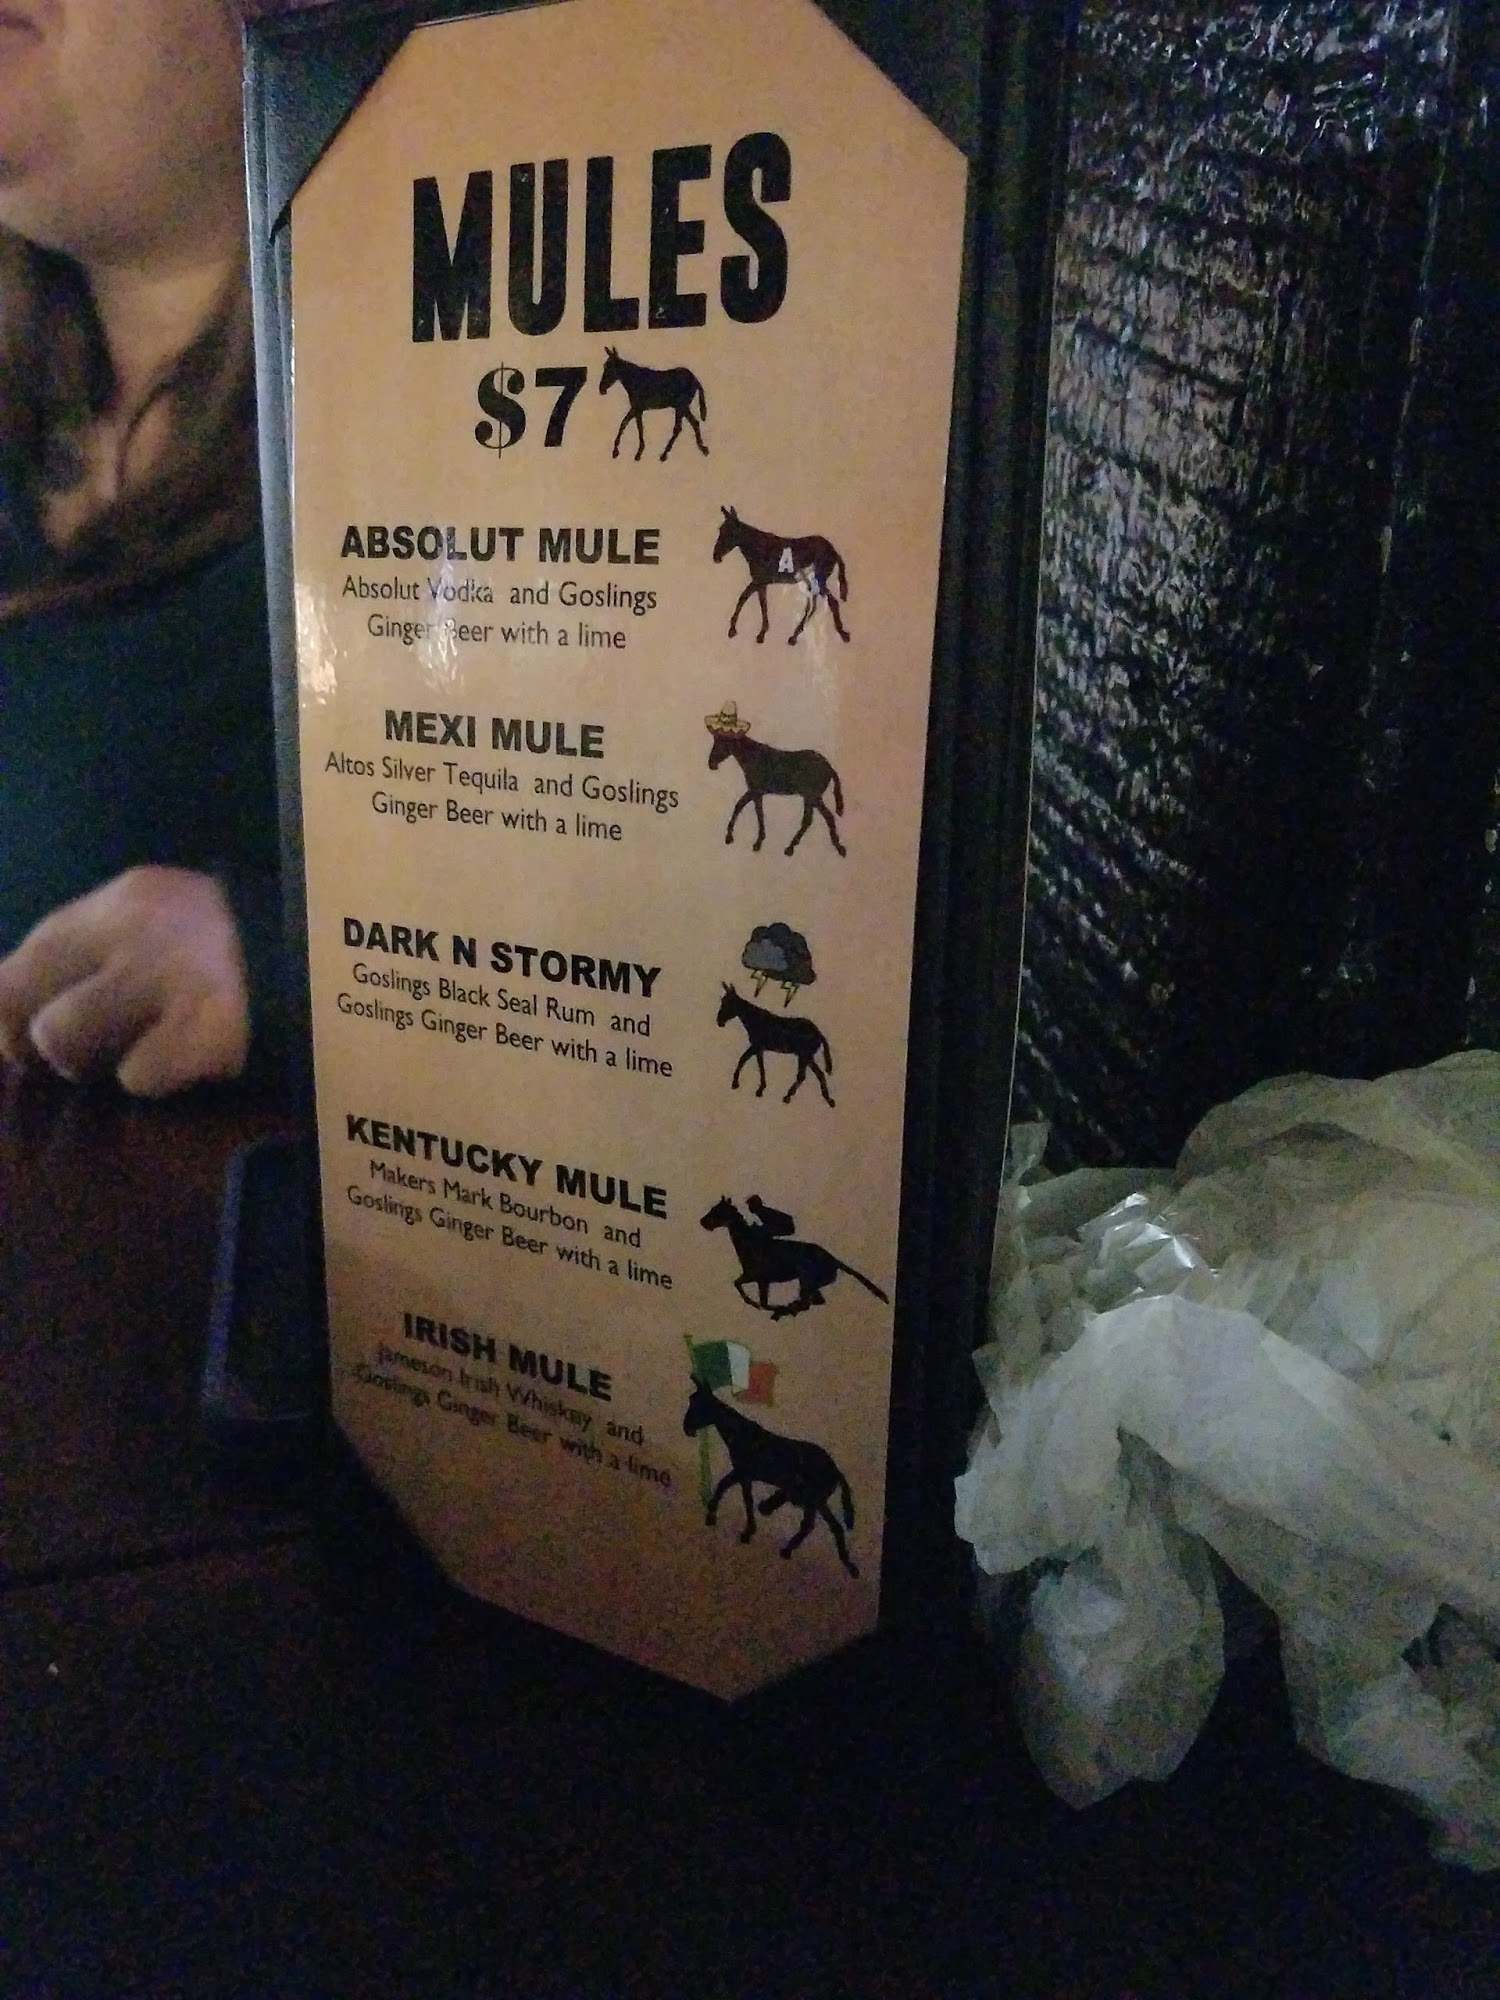 MULES
$7
ABSOLUT MULE
A
Absolut Vodka and Goslings
Ginger Beer with a lime
MEXI MULE
Altos Silver Tequila and Goslings
Ginger Beer with a lime
DARK N STORMY
Goslings Black Seal Rum and
Goslings Ginger Beer with a lime
KENTUCKY MULE
Makers Mark Bourbon and
Goslings Ginger Beer with a lime
IRISH MULE
Jameson Irish Whiskey and
Goslings Ginger Beer with a lime